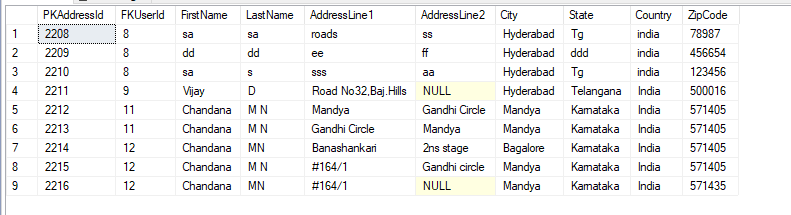 PKAddressId FKUserId FirstName LastName AddressLine1 AddressLine2 City State Country ZipCode
1 2208 8 sa sa roads ss Hyderabad Tg india 78987
2 2209 8 dd dd ee ff Hyderabad ddd india 456654
3 2210 8 sa s sss aa Hyderabad Tg india 123456
4 2211 9 Vijay D Road No32,Baj.Hills NULL Hyderabad Telangana India 500016
5 2212 11 Chandana M N Mandya Gandhi Circle Mandya Karnataka India 571405
6 2213 11 Chandana M N Gandhi Circle Mandya Mandya Karnataka India 571405
7 2214 12 Chandana MN Banashankari 2ns stage Bagalore Karnataka India 571405
8 2215 12 Chandana M N #164/1 Gandhi circle Mandya Karnataka India 571405
9 2216 12 Chandana MN #164/1 NULL Mandya Karnataka India 571435